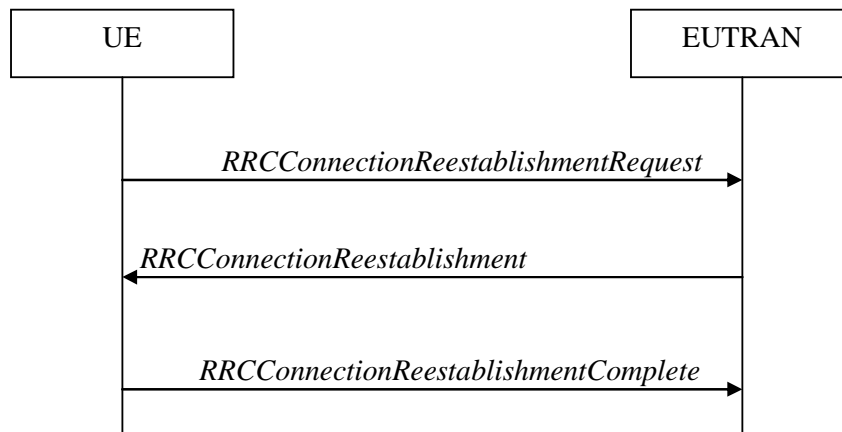 UE
EUTRAN
RRCConnectionReestablishmentRequest
RRCConnectionReestablishment
RRCConnectionReestablishmentComplete